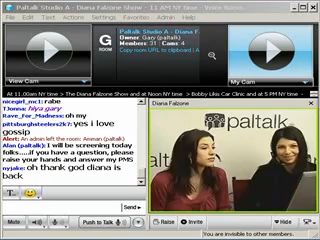 PalTalk Studio A - Diana Falzone Show - 11 AM NY Time - Voice Room
File Edit Text Actions Settings Favorites Help
PalTalk Studio A - Diana Falzone Show
Owner: Gary (paltalk)
Members: 31 Cams: 4
Copy room URL to clipboard
G
ROOM
View Cam
My Cam
At 11:00am NY time > Diana Falzone Show and at Noon NY time > Bobby Likis Car Clinic and at 5 PM NY time -
nicegirl_mc1: rabe
TJonna: hiya gary
Rave_For_Madness: oh my
pittsburghsteelers2k7: yes i love
gossip
Alert: An admin left the room: Amman (paltalk)
Alan (paltalk): I will be screening today
folks.....if you have a question, please
raise your hands and answer my PMS
nyjake: oh thank god diana is
back
Diana Falzone
paltalk
Send
Mute
Push to Talk
Raise
Invite
Hide
You are invisible to other members.